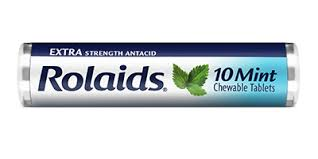 EXTRA STRENGTH ANTACID
Rolaids®
10 Mint
Chewable Tablets